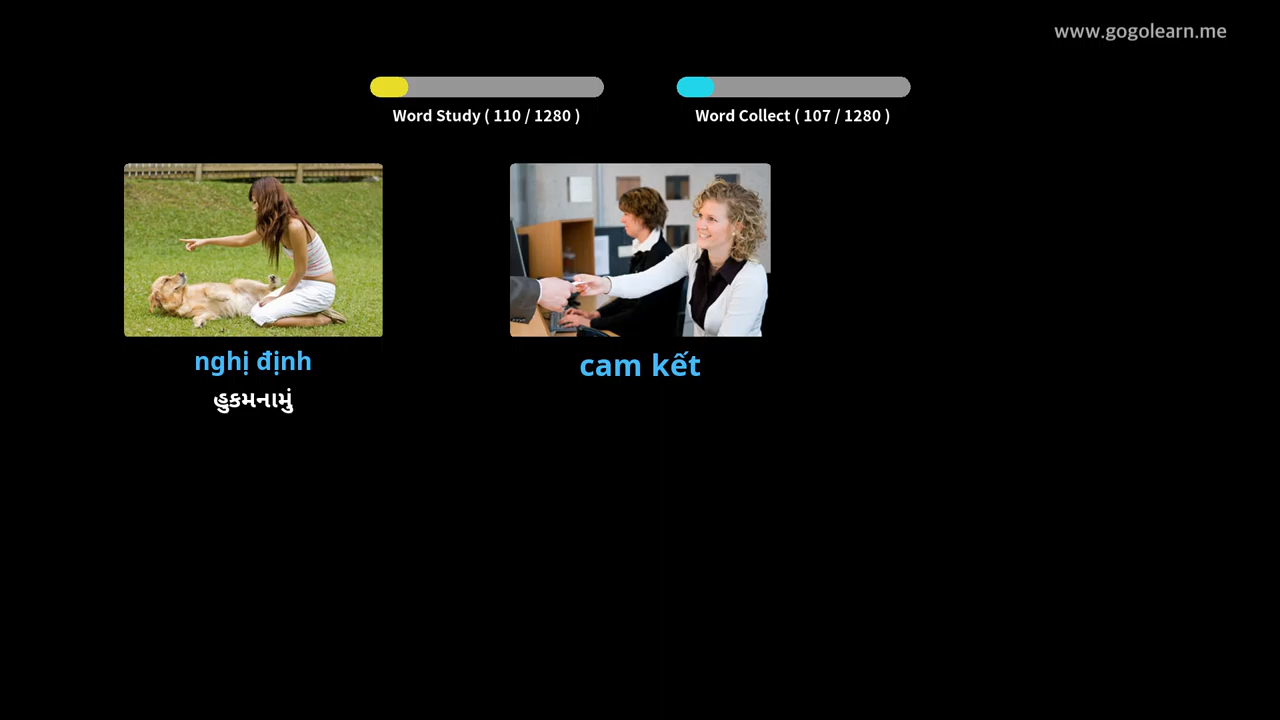 www.gogolearn.me
Word Study ( 110 / 1280 )
Word Collect ( 107 / 1280 )
nghị định
હુકમનામું
cam kết